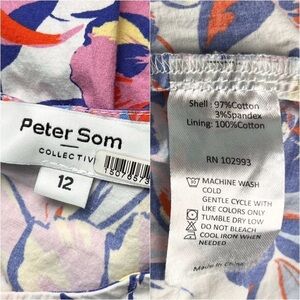 Peter Som
COLLECTIVE
12
Shell : 97%Cotton
3%Spandex
Lining: 100%Cotton
RN 102993
MACHINE WASH
COLD
GENTLE CYCLE WITH
LIKE COLORS ONLY
TUMBLE DRY LOW
DO NOT BLEACH
COOL IRON WHEN
NEEDED
Made in China